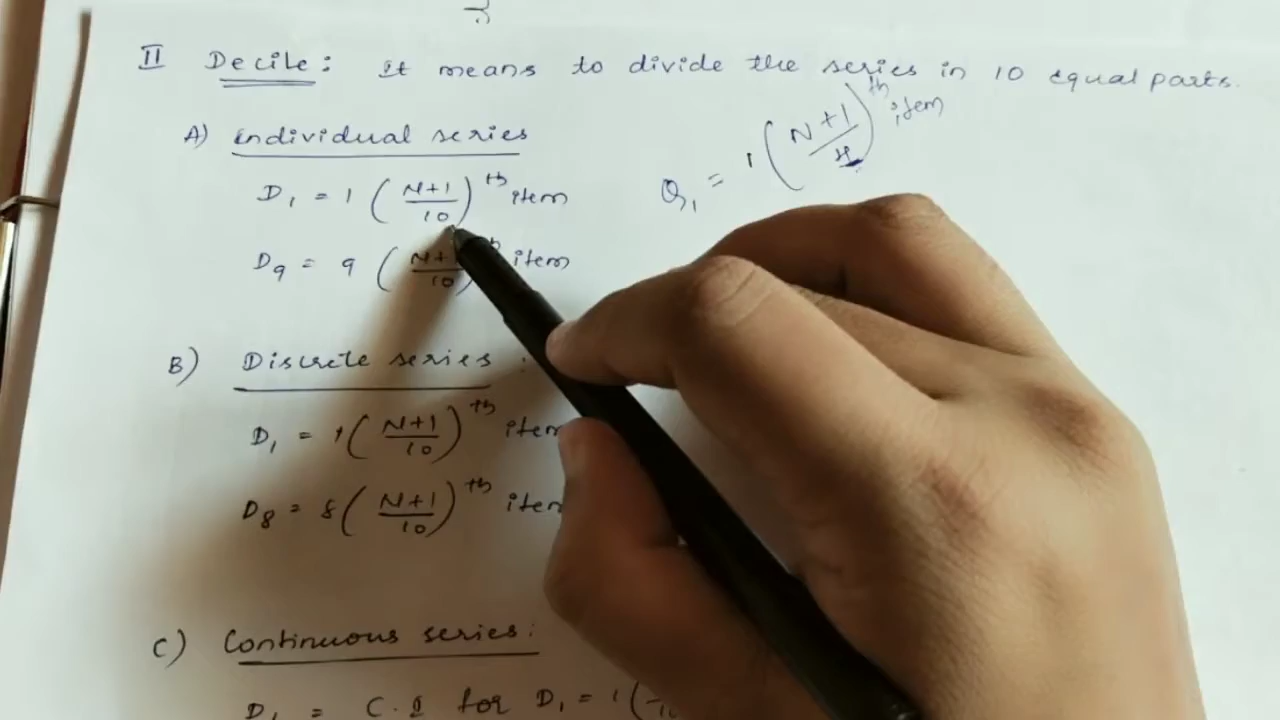 II Decile: It means to divide the series in 10 equal parts.
A) individual series
D₁ = 1 (N+1/10)th item
Q₁ = 1 (N+1/4)th item
D₉ = 9 (N+1/10)th item
B) Discrete series :
D₁ = 1 (N+1/10)th item
D₈ = 8 (N+1/10)th item
C) Continuous series:
D₁ = C.I for D₁ = 1 (